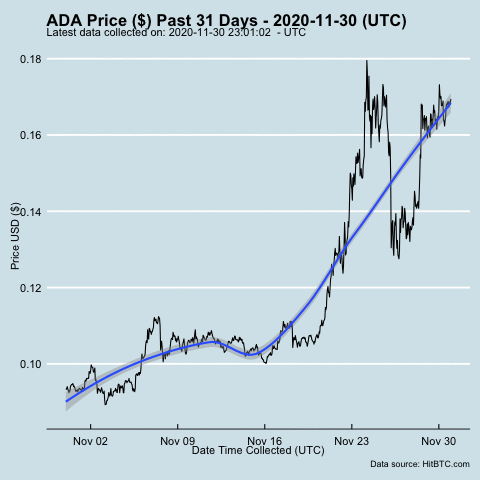 ADA Price ($) Past 31 Days - 2020-11-30 (UTC)
Latest data collected on: 2020-11-30 23:01:02  - UTC
0.18
0.16
0.14
0.12
0.10
Price USD ($)
Nov 02 Nov 09 Nov 16 Nov 23 Nov 30
Date Time Collected (UTC)
Data source: HitBTC.com